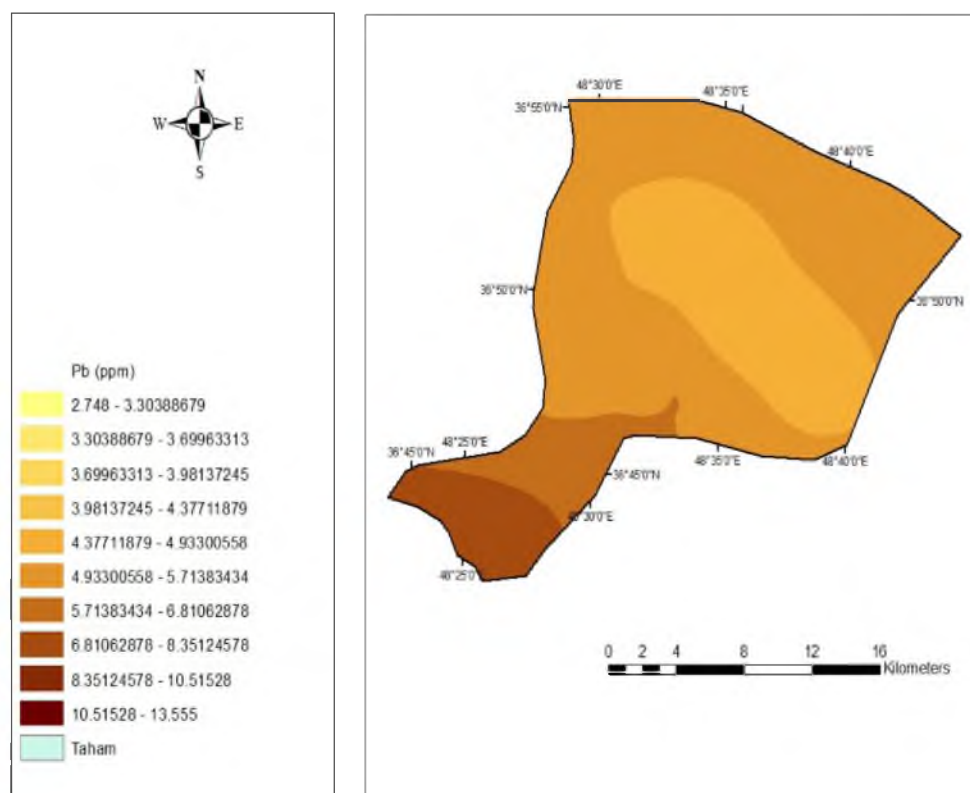 N
W E
S
Pb (ppm)
2.748 - 3.30388679
3.30388679 - 3.69963313
3.69963313 - 3.98137245
3.98137245 - 4.37711879
4.37711879 - 4.93300558
4.93300558 - 5.71383434
5.71383434 - 6.81062878
6.81062878 - 8.35124578
8.35124578 - 10.51528
10.51528 - 13.555
Taham
48°30'0"E
48°35'0"E
36°55'0"N
48°40'0"E
36°50'0"N
36°50'0"N
48°25'0"E
36°45'0"N
48°35'0"E
48°40'0"E
36°45'0"N
48°25'0"
0 2 4 8 12 16
Kilometers